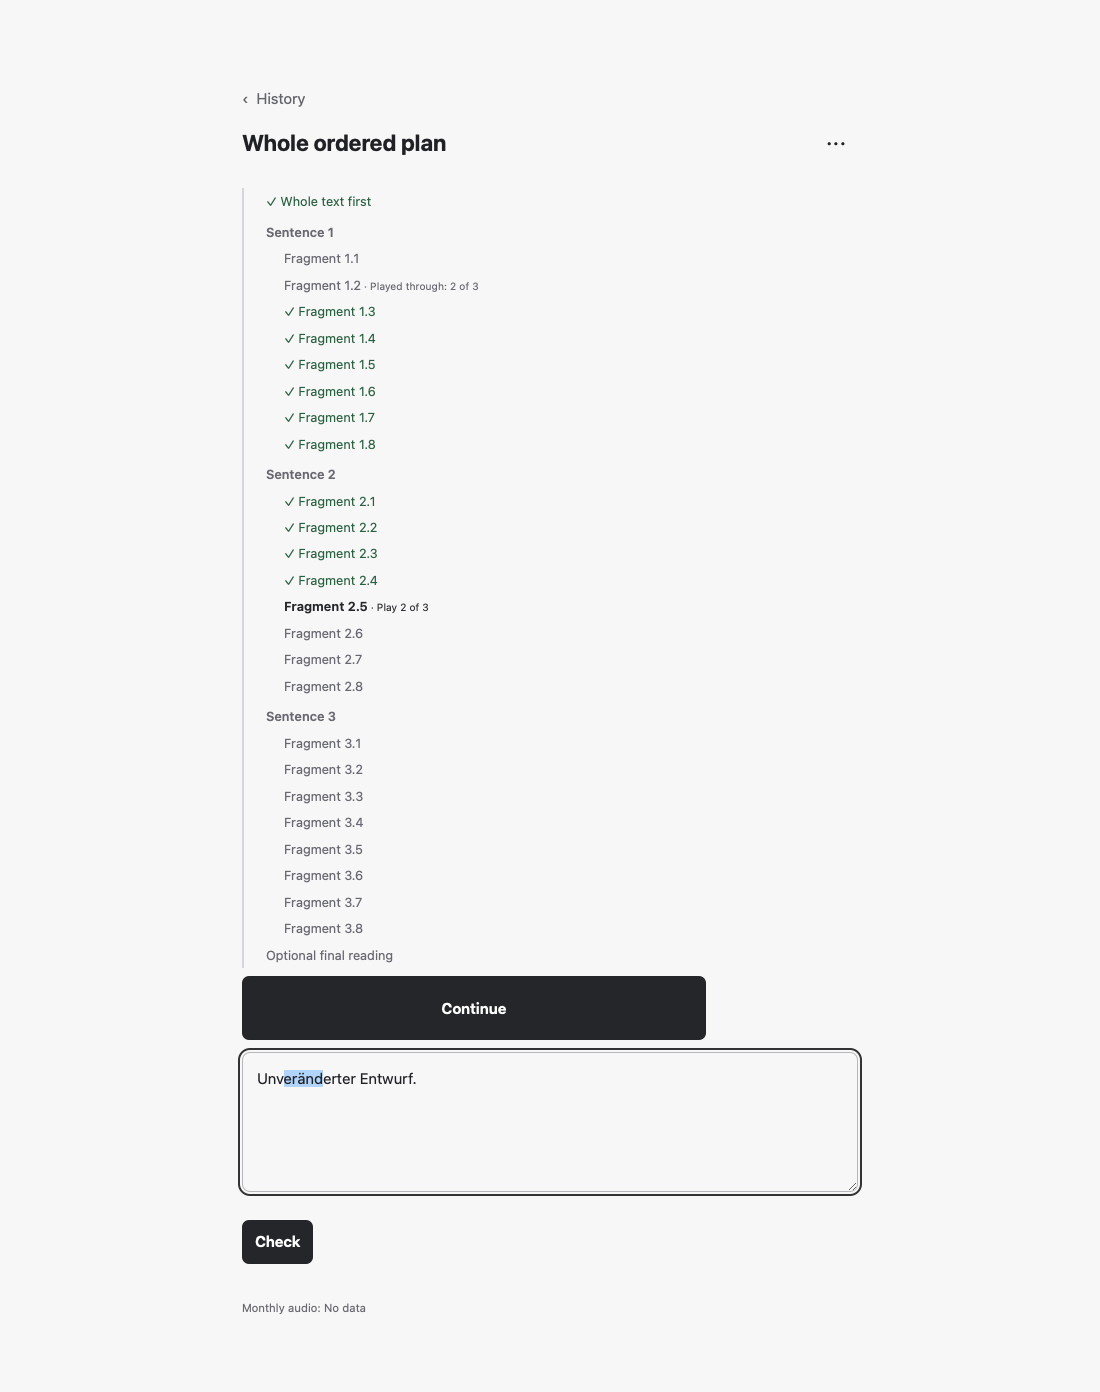 ‹ History
Whole ordered plan
...
✓ Whole text first
Sentence 1
Fragment 1.1
Fragment 1.2 · Played through: 2 of 3
✓ Fragment 1.3
✓ Fragment 1.4
✓ Fragment 1.5
✓ Fragment 1.6
✓ Fragment 1.7
✓ Fragment 1.8
Sentence 2
✓ Fragment 2.1
✓ Fragment 2.2
✓ Fragment 2.3
✓ Fragment 2.4
Fragment 2.5 · Play 2 of 3
Fragment 2.6
Fragment 2.7
Fragment 2.8
Sentence 3
Fragment 3.1
Fragment 3.2
Fragment 3.3
Fragment 3.4
Fragment 3.5
Fragment 3.6
Fragment 3.7
Fragment 3.8
Optional final reading
Continue
Unveränderter Entwurf.
Check
Monthly audio: No data